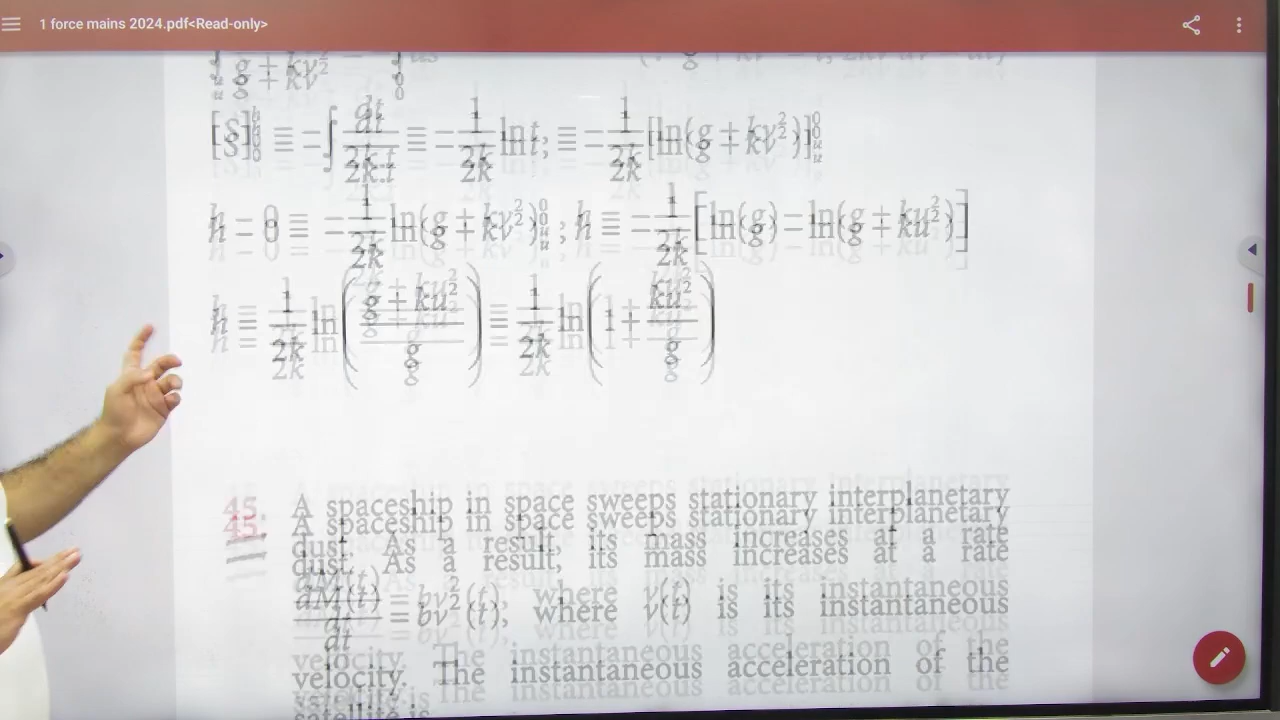 1 force mains 2024.pdf<Read-only>
[S]₀ʰ = -∫ dt/2k.t = -1/2k ln t; = -1/2k [ln(g + kv²)]ᵤ⁰
h - 0 = -1/2k ln(g + kv²)ᵤ⁰ ; h = -1/2k [ln(g) - ln(g + ku²)]
h = 1/2k ln((g + ku²)/g) = 1/2k ln(1 + ku²/g)
45. A spaceship in space sweeps stationary interplanetary
dust. As a result, its mass increases at a rate
dM(t)/dt = bv²(t), where v(t) is its instantaneous
velocity. The instantaneous acceleration of the
satellite is